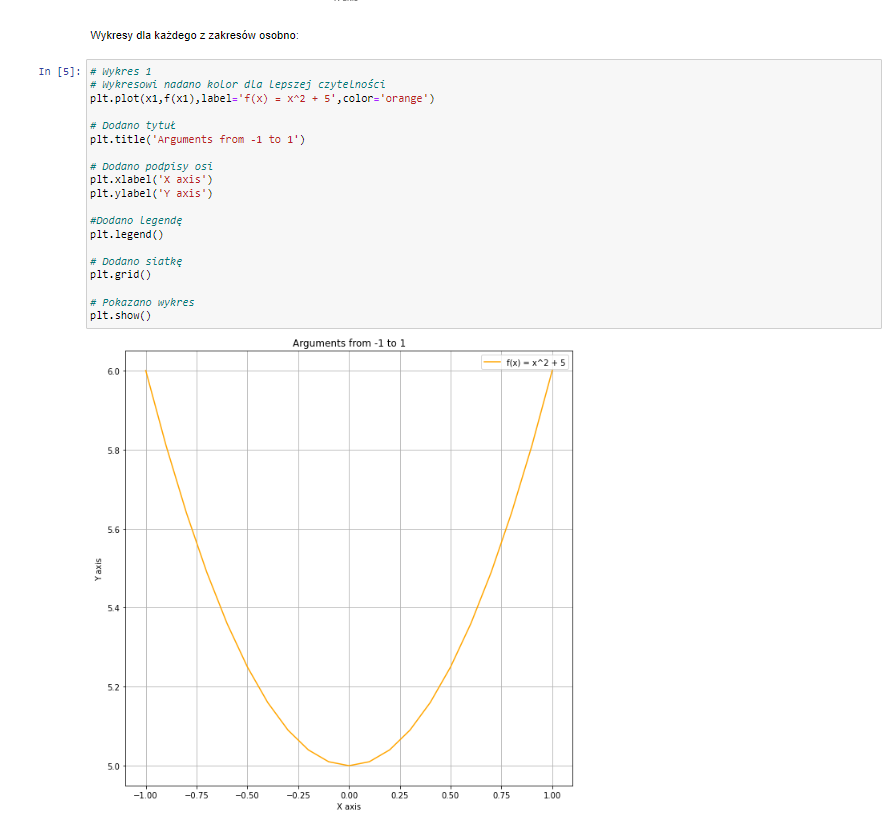 Wykresy dla każdego z zakresów osobno:
In [5]:
# Wykres 1
# Wykresowi nadano kolor dla lepszej czytelności
plt.plot(x1,f(x1),label='f(x) = x^2 + 5',color='orange')
# Dodano tytuł
plt.title('Arguments from -1 to 1')
# Dodano podpisy osi
plt.xlabel('X axis')
plt.ylabel('Y axis')
#Dodano legendę
plt.legend()
# Dodano siatkę
plt.grid()
# Pokazano wykres
plt.show()
Arguments from -1 to 1
f(x) = x^2 + 5
6.0
5.8
5.6
Y axis
5.4
5.2
5.0
−1.00 −0.75 −0.50 −0.25 0.00 0.25 0.50 0.75 1.00
X axis